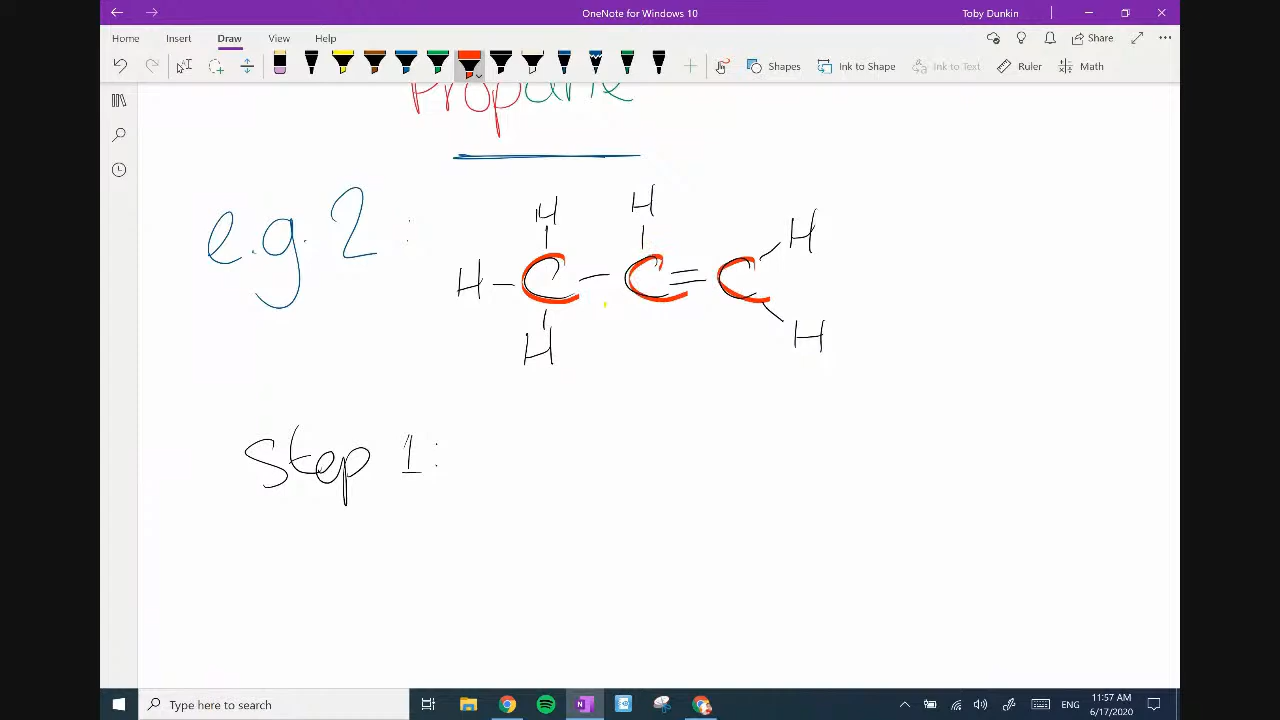 OneNote for Windows 10
Toby Dunkin
Home Insert Draw View Help
Share
Shapes Ink to Shape Ink to Text Ruler Math
Propane
e.g. 2:
H H
H
H - C - C = C
H H
Step 1:
Type here to search
ENG
11:57 AM
6/17/2020